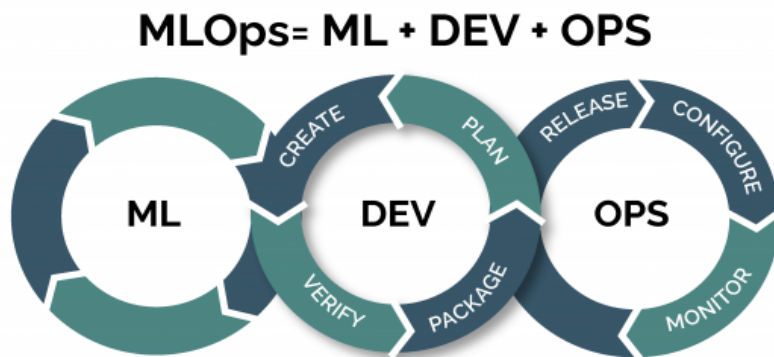 MLOps= ML + DEV + OPS
ML
CREATE
PLAN
DEV
VERIFY
PACKAGE
RELEASE
CONFIGURE
OPS
MONITOR